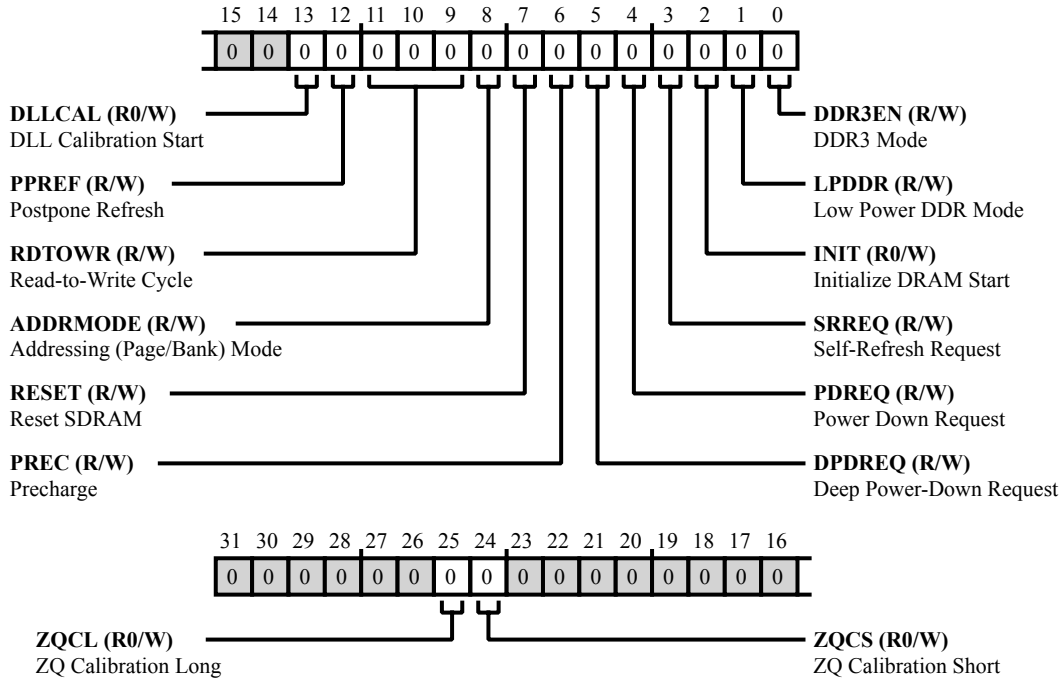 15 14 13 12 11 10 9 8 7 6 5 4 3 2 1 0
0 0 0 0 0 0 0 0 0 0 0 0 0 0 0 0
DLLCAL (R0/W)
DLL Calibration Start
PPREF (R/W)
Postpone Refresh
RDTOWR (R/W)
Read-to-Write Cycle
ADDRMODE (R/W)
Addressing (Page/Bank) Mode
RESET (R/W)
Reset SDRAM
PREC (R/W)
Precharge
DDR3EN (R/W)
DDR3 Mode
LPDDR (R/W)
Low Power DDR Mode
INIT (R0/W)
Initialize DRAM Start
SRREQ (R/W)
Self-Refresh Request
PDREQ (R/W)
Power Down Request
DPDREQ (R/W)
Deep Power-Down Request
31 30 29 28 27 26 25 24 23 22 21 20 19 18 17 16
0 0 0 0 0 0 0 0 0 0 0 0 0 0 0 0
ZQCL (R0/W)
ZQ Calibration Long
ZQCS (R0/W)
ZQ Calibration Short